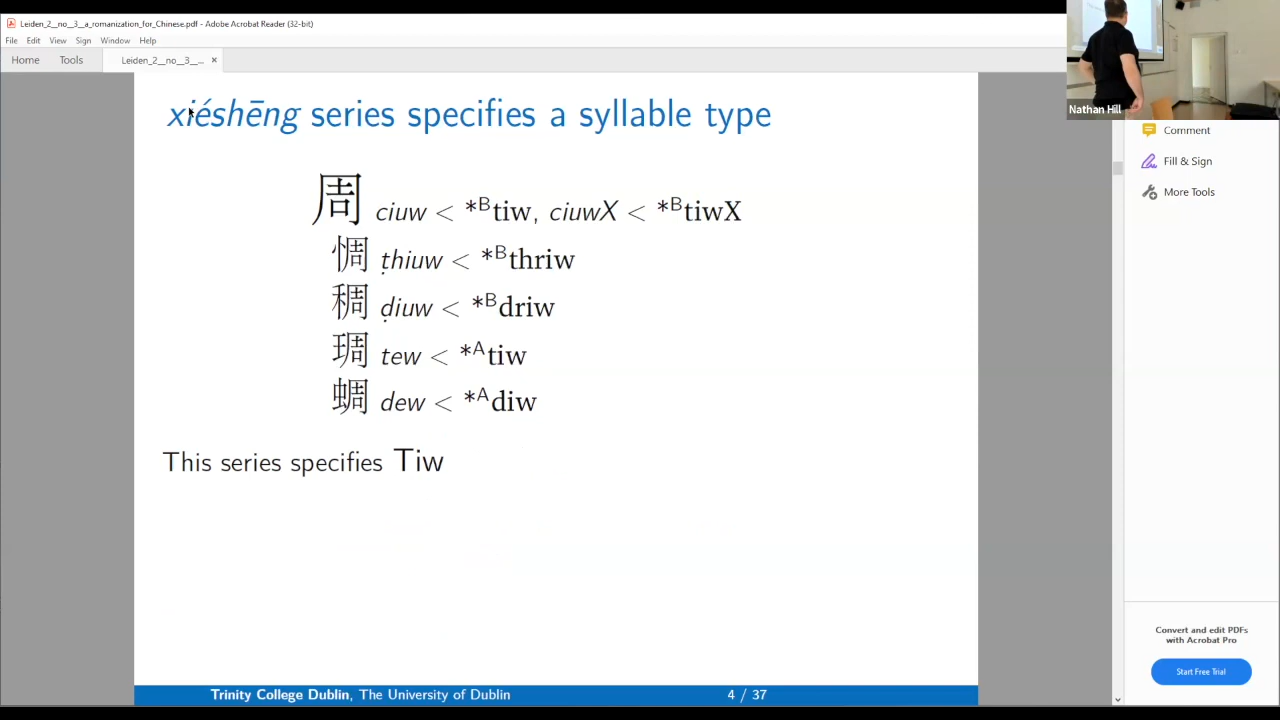 Leiden_2__no__3__a_romanization_for_Chinese.pdf - Adobe Acrobat Reader (32-bit)
File Edit View Sign Window Help
Home Tools Leiden_2__no__3__... ×
Nathan Hill
xiéshēng series specifies a syllable type
周 ciuw < *ᴮtiw, ciuwX < *ᴮtiwX
惆 ṭhiuw < *ᴮthriw
稠 ḍiuw < *ᴮdriw
琱 tew < *ᴬtiw
蜩 dew < *ᴬdiw
This series specifies Tiw
Trinity College Dublin, The University of Dublin 4 / 37
Comment
Fill & Sign
More Tools
Convert and edit PDFs
with Acrobat Pro
Start Free Trial